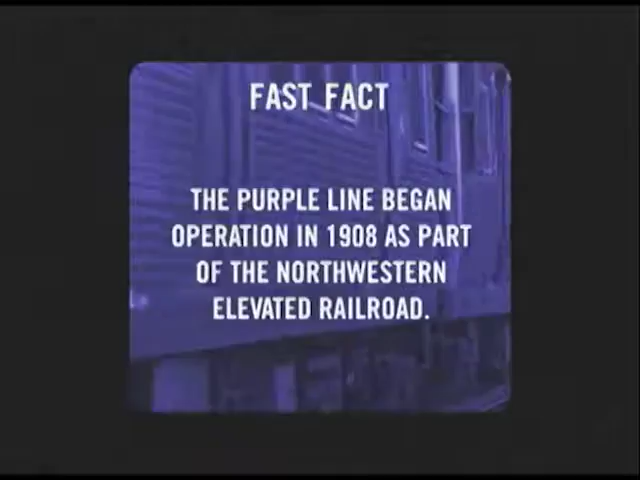 FAST FACT
THE PURPLE LINE BEGAN
OPERATION IN 1908 AS PART
OF THE NORTHWESTERN
ELEVATED RAILROAD.